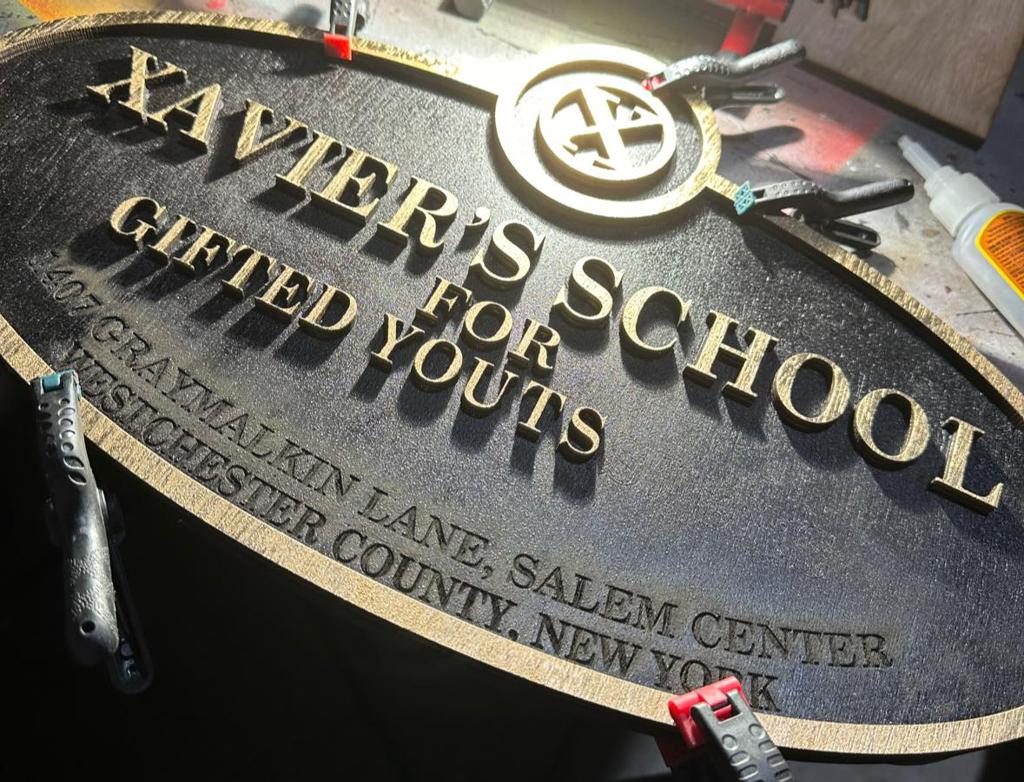 XAVIER'S SCHOOL
FOR
GIFTED YOUTS
1407 GRAYMALKIN LANE, SALEM CENTER
WESTCHESTER COUNTY, NEW YORK